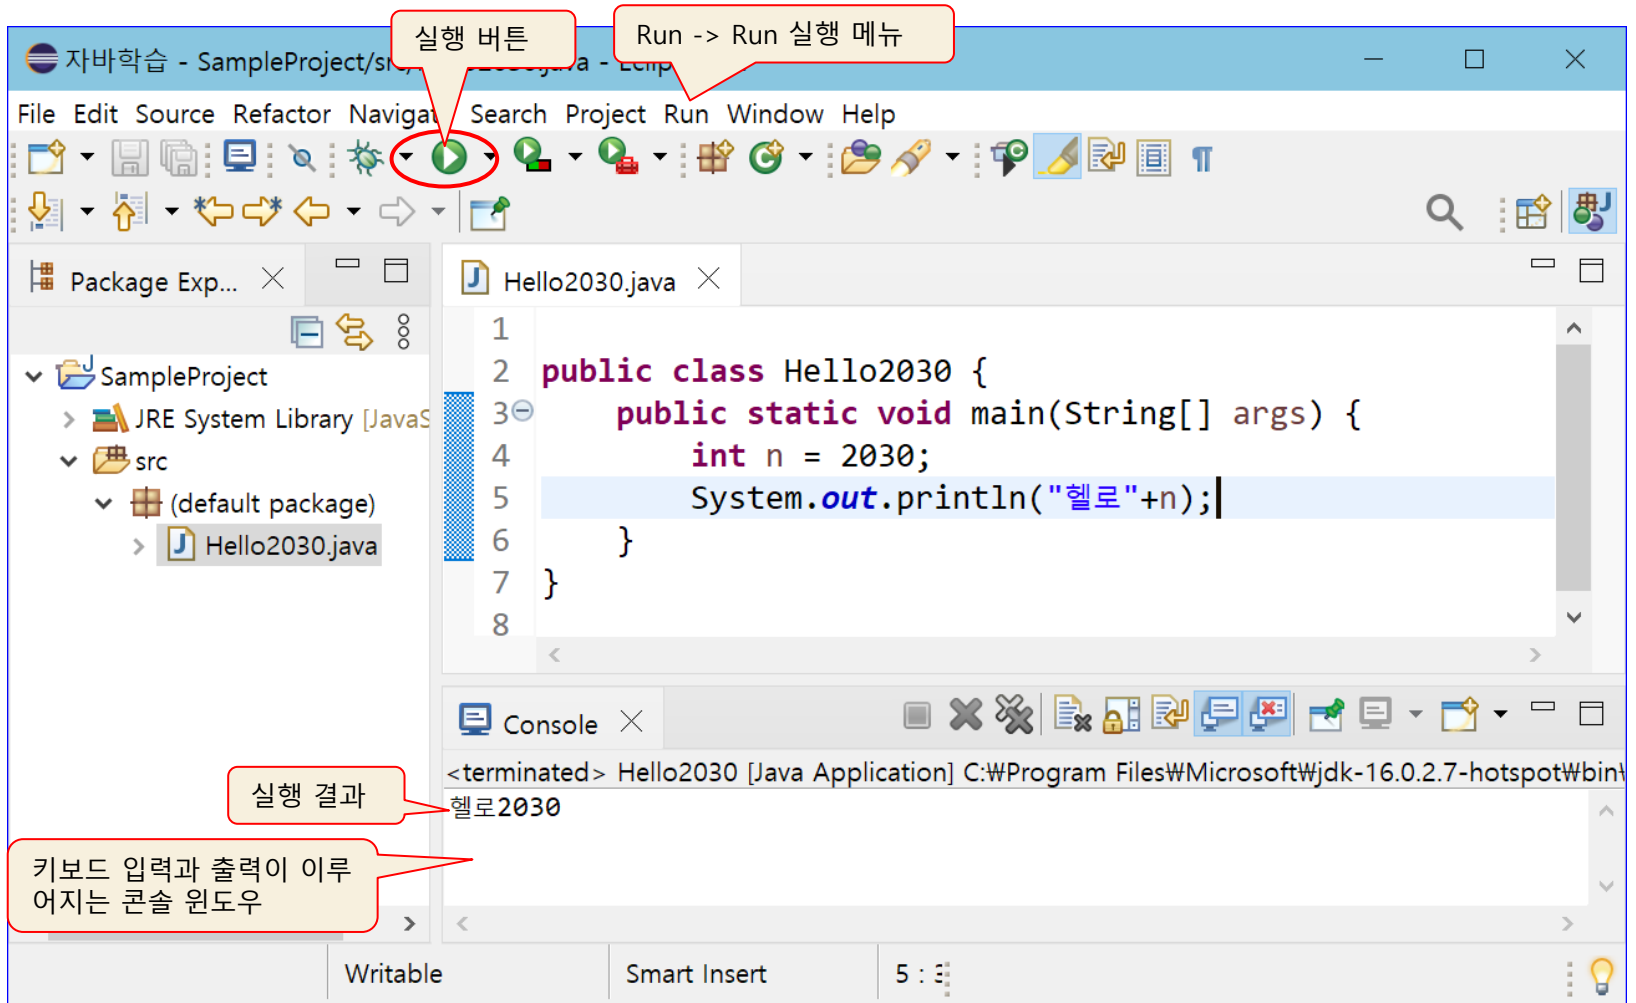 실행 버튼
Run -> Run 실행 메뉴
자바학습 - SampleProject/src/
File Edit Source Refactor Search Project Run Window Help
Package Exp...
Hello2030.java
SampleProject
JRE System Library [JavaS
src
(default package)
Hello2030.java
1
2 public class Hello2030 {
3 public static void main(String[] args) {
4 int n = 2030;
5 System.out.println("헬로"+n);
6 }
7 }
8
Console
<terminated> Hello2030 [Java Application] C:₩Program Files₩Microsoft₩jdk-16.0.2.7-hotspot₩bin₩
실행 결과
헬로2030
키보드 입력과 출력이 이루
어지는 콘솔 윈도우
Writable
Smart Insert
5 :